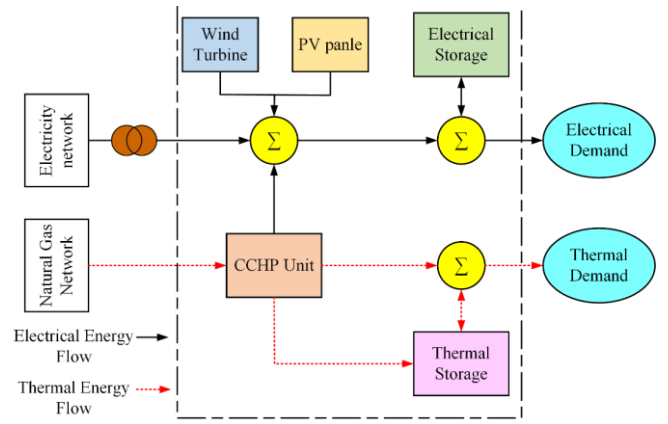 Wind
Turbine
PV panle
Electrical
Storage
Electricity
network
Σ
Σ
Electrical
Demand
Natural Gas
Network
CCHP Unit
Σ
Thermal
Demand
Electrical Energy
Flow
Thermal
Storage
Thermal Energy
Flow